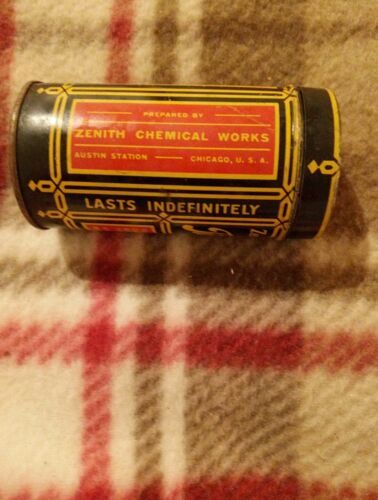 PREPARED BY
ZENITH CHEMICAL WORKS
AUSTIN STATION — CHICAGO, U. S. A.
LASTS INDEFINITELY